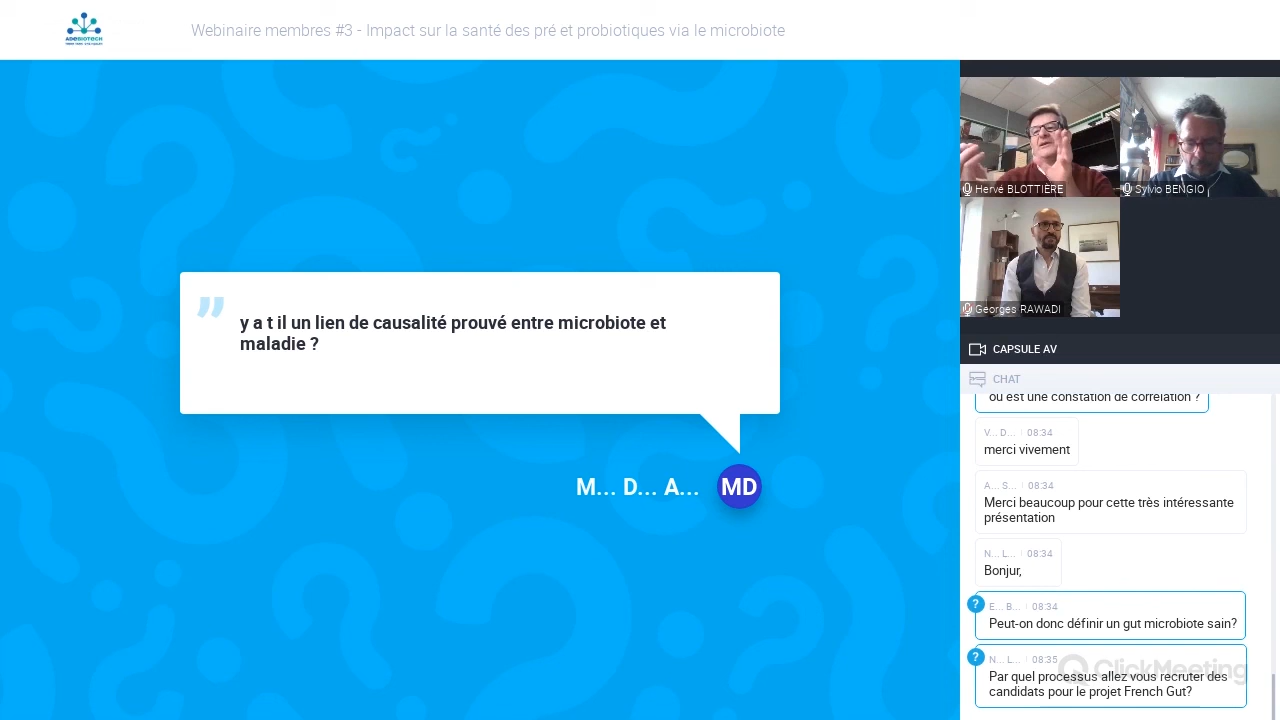 ADEBIOTECH
Webinaire membres #3 - Impact sur la santé des pré et probiotiques via le microbiote
”
y a t il un lien de causalité prouvé entre microbiote et
maladie ?
M... D... A...
MD
Hervé BLOTTIÈRE
Sylvio BENGIO
Georges RAWADI
CAPSULE AV
CHAT
ou est une constation de corrélation ?
V... D... 08:34
merci vivement
A... S... 08:34
Merci beaucoup pour cette très intéressante
présentation
N... L... 08:34
Bonjur,
? E... B... 08:34
Peut-on donc définir un gut microbiote sain?
? N... L... 08:35
Par quel processus allez vous recruter des
candidats pour le projet French Gut?
ClickMeeting